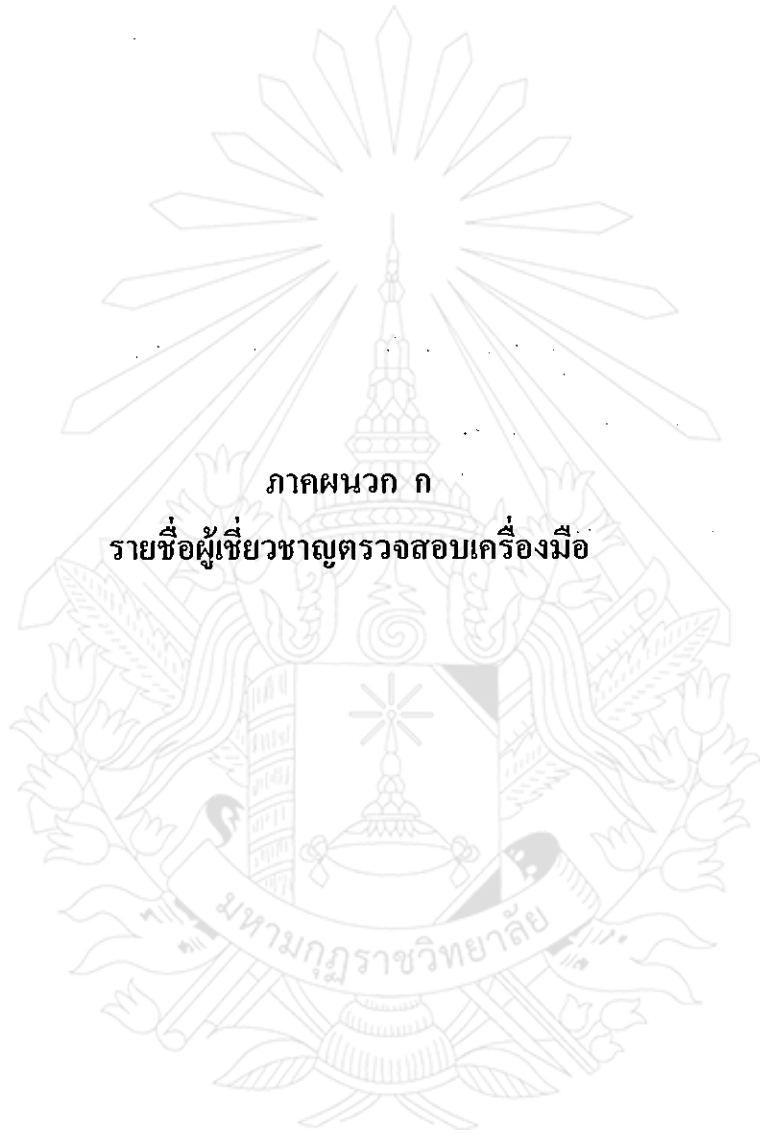 ภาคผนวก ก
รายชื่อผู้เชี่ยวชาญตรวจสอบเครื่องมือ
มหามกุฏราชวิทยาลัย